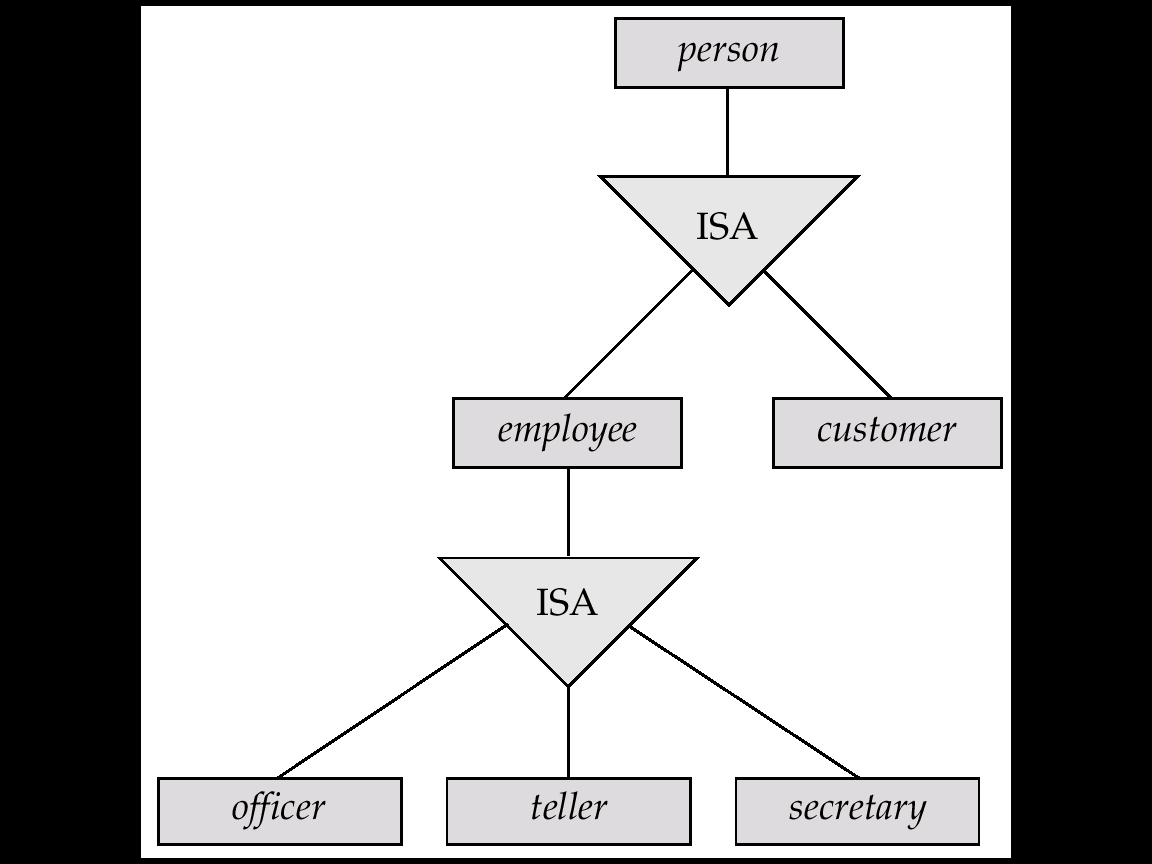 person
ISA
employee
customer
ISA
officer
teller
secretary